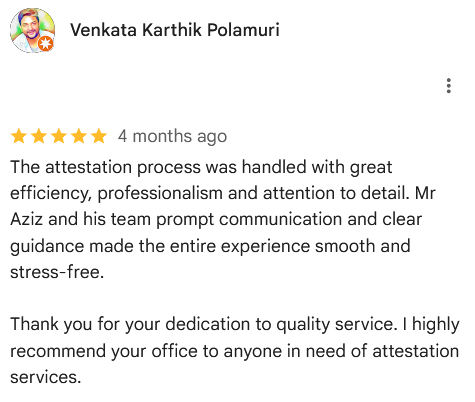 Venkata Karthik Polamuri
4 months ago
The attestation process was handled with great
efficiency, professionalism and attention to detail. Mr
Aziz and his team prompt communication and clear
guidance made the entire experience smooth and
stress-free.
Thank you for your dedication to quality service. I highly
recommend your office to anyone in need of attestation
services.